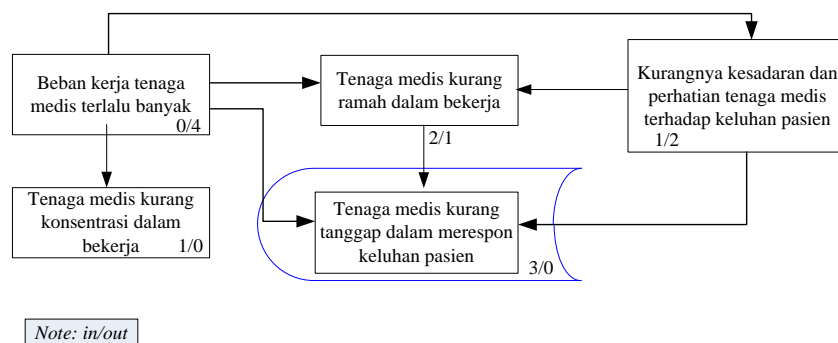 Beban kerja tenaga
medis terlalu banyak
0/4
Tenaga medis kurang
ramah dalam bekerja
2/1
Kurangnya kesadaran dan
perhatian tenaga medis
terhadap keluhan pasien
1/2
Tenaga medis kurang
konsentrasi dalam
bekerja 1/0
Tenaga medis kurang
tanggap dalam merespon
keluhan pasien
3/0
Note: in/out